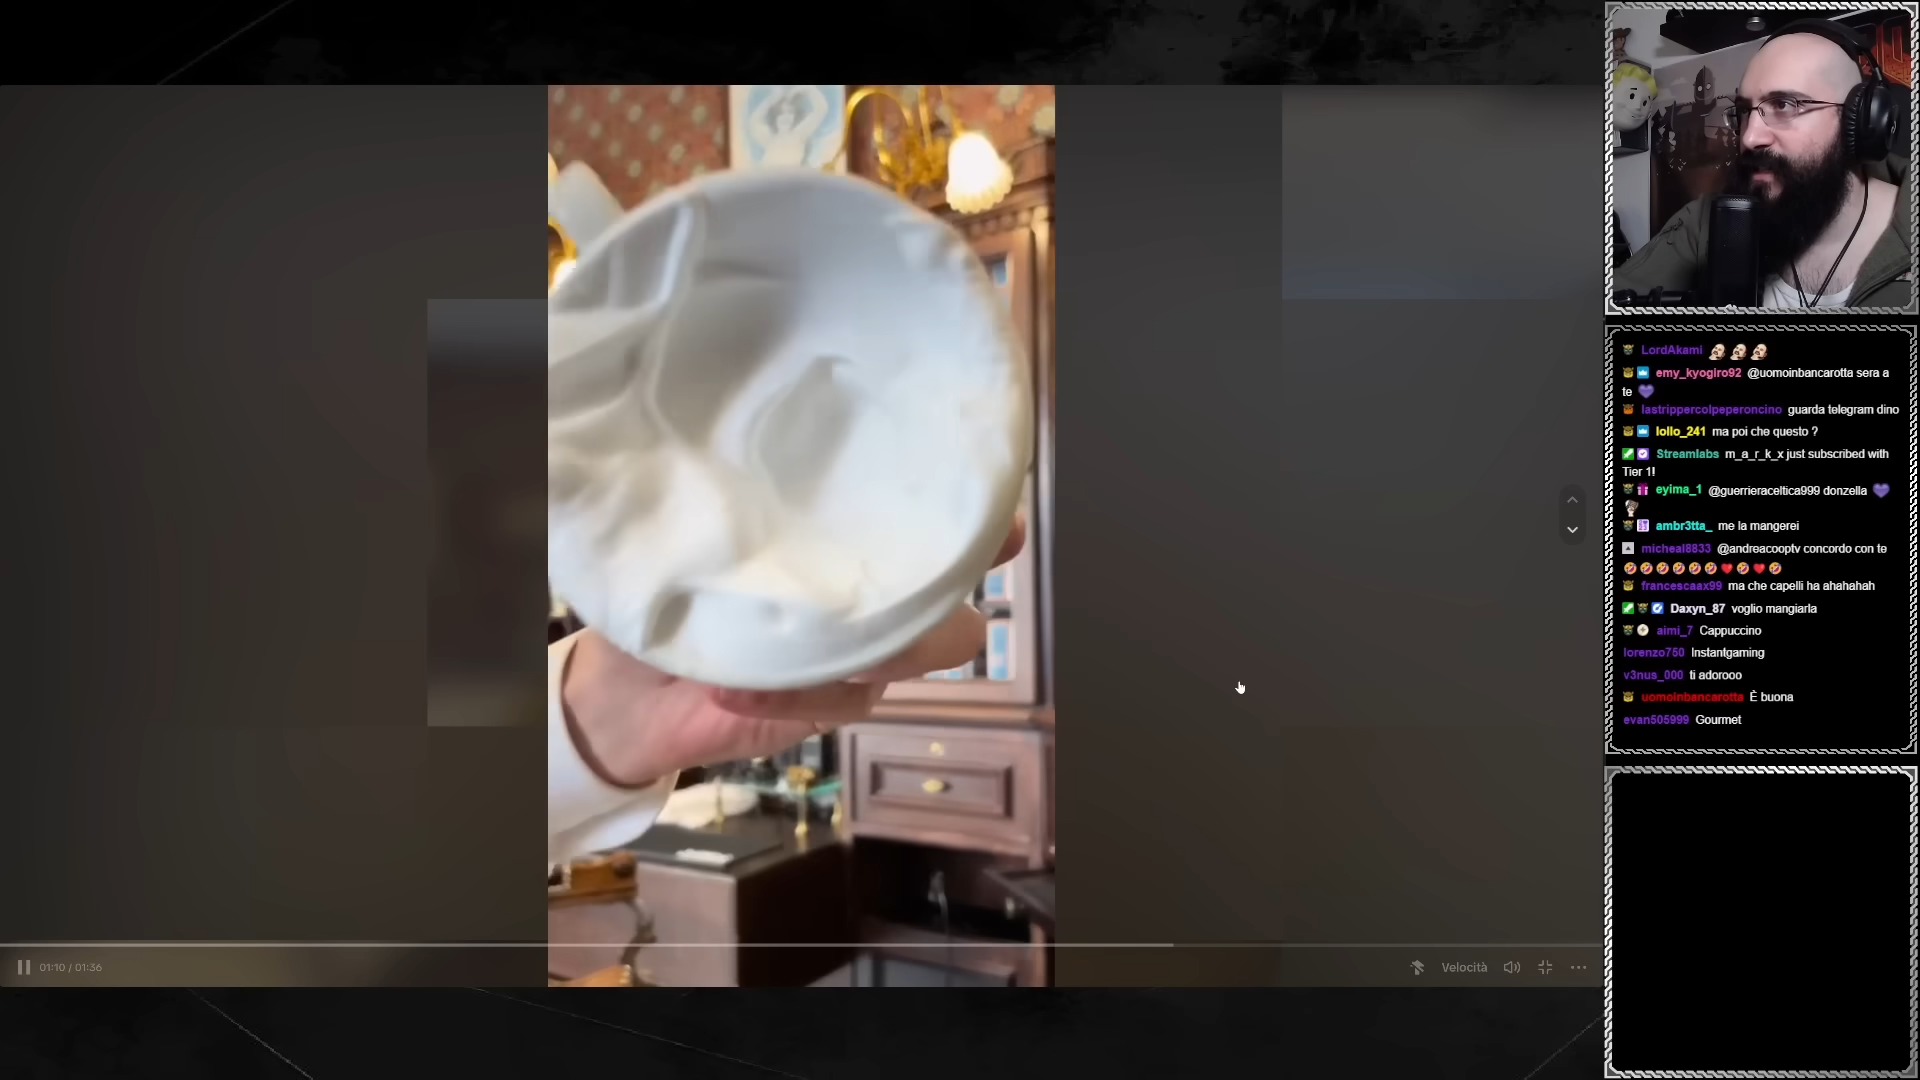 LordAkami
emy_kyogiro92 @uomoinbancarotta sera a
te
lastrippercolpeperoncino guarda telegram dino
lollo_241 ma poi che questo ?
Streamlabs m_a_r_k_x just subscribed with
Tier 1!
eyima_1 @guerrieraceltica999 donzella
ambr3tta_ me la mangerei
micheal8833 @andreacooptv concordo con te
francescaax99 ma che capelli ha ahahahah
Daxyn_87 voglio mangiarla
aimi_7 Cappuccino
lorenzo750 Instantgaming
v3nus_000 ti adorooo
uomoinbancarotta È buona
evan505999 Gourmet
01:10 / 01:36
Velocità